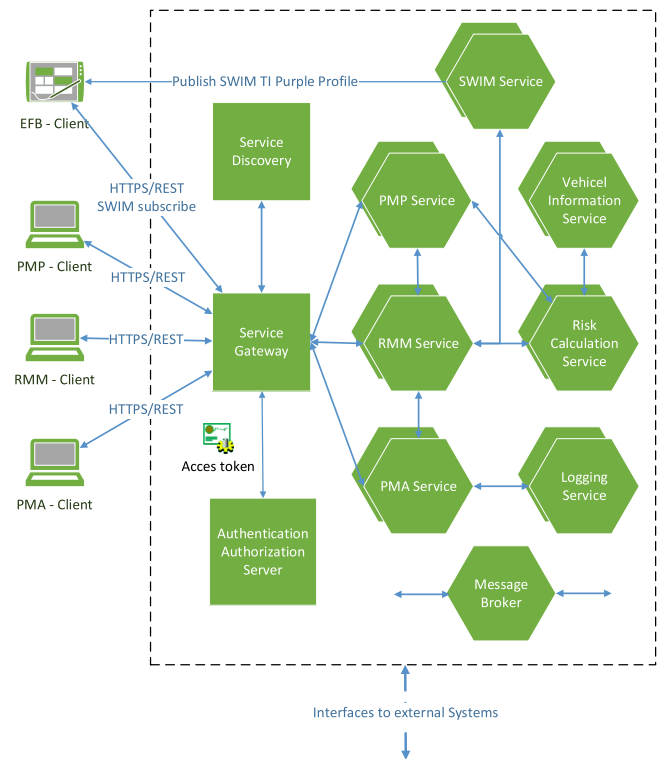 SWIM Service
Publish SWIM TI Purple Profile
EFB - Client
Service
Discovery
HTTPS/REST
SWIM subscribe
PMP Service
Vehicel
Information
Service
PMP - Client
HTTPS/REST
Service
Gateway
RMM Service
Risk
Calculation
Service
HTTPS/REST
RMM - Client
HTTPS/REST
Acces token
PMA Service
Logging
Service
PMA - Client
Authentication
Authorization
Server
Message
Broker
Interfaces to external Systems